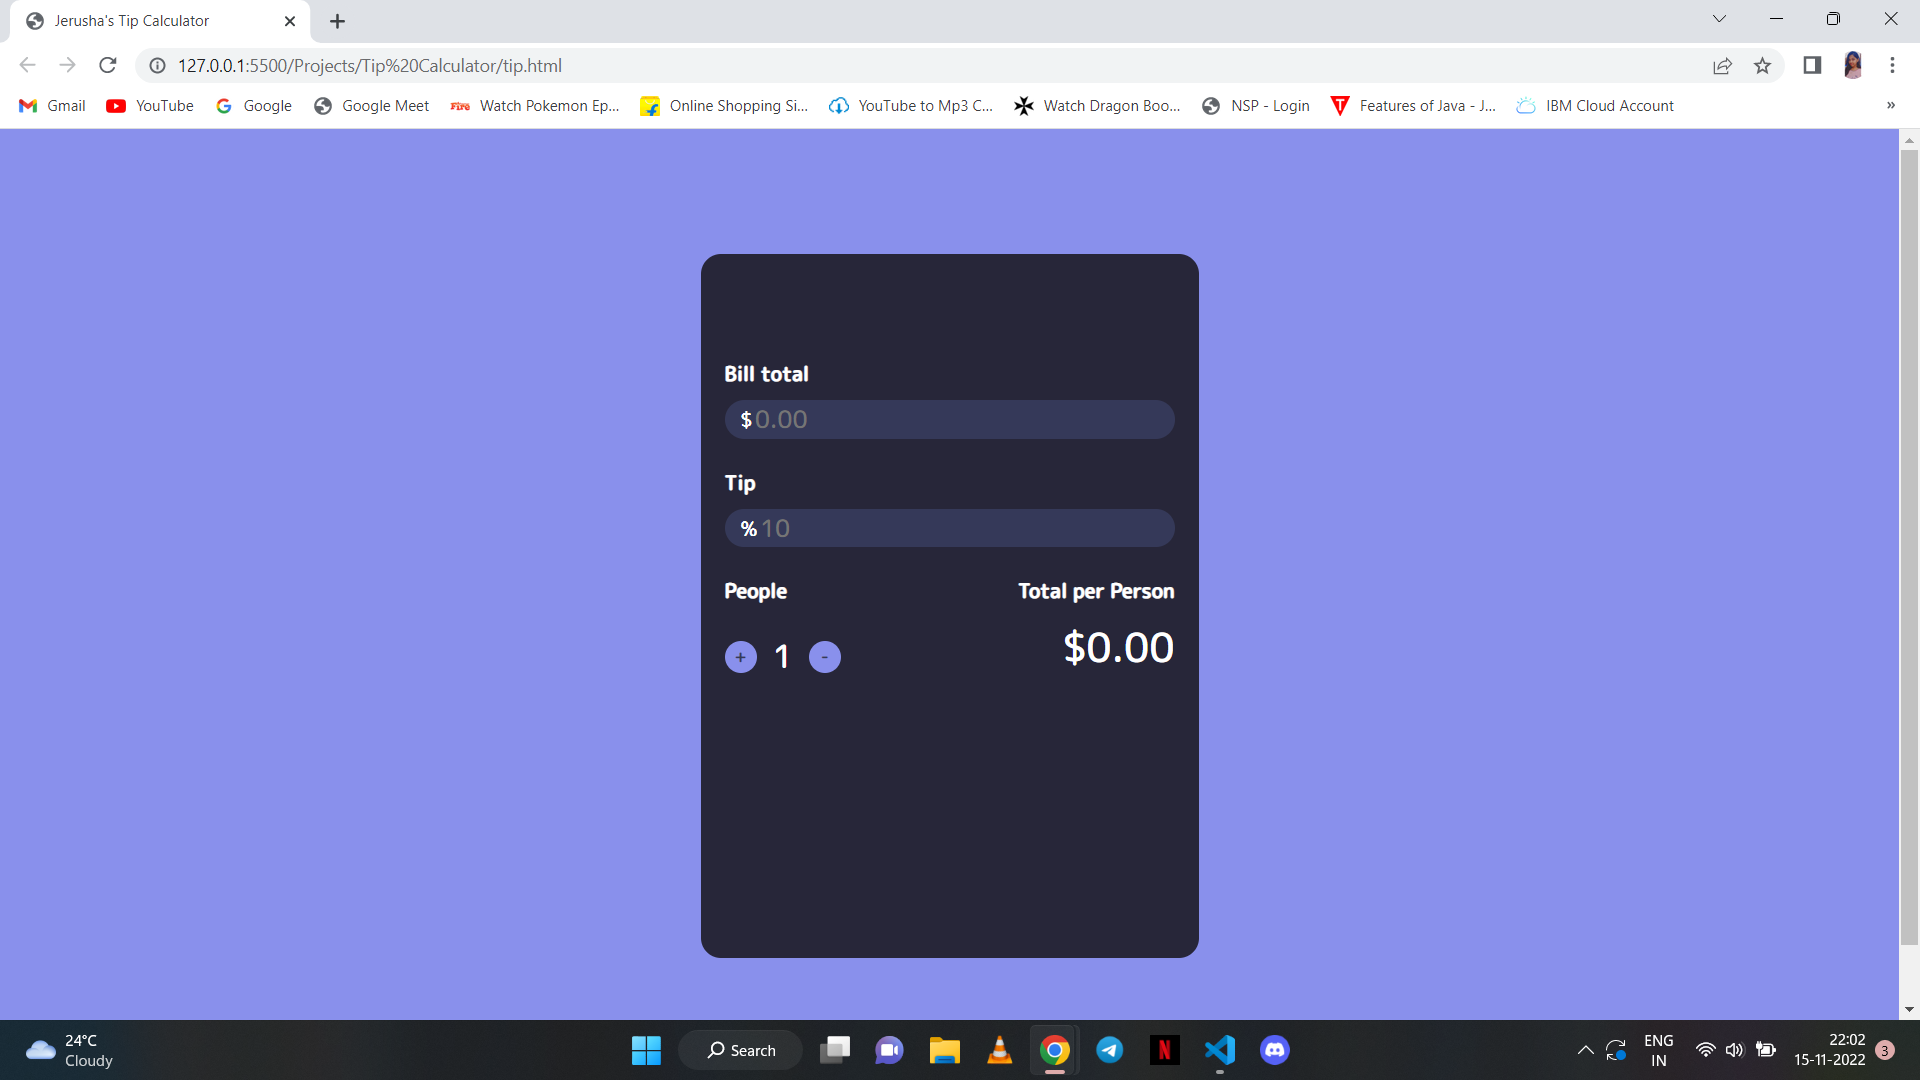 Jerusha's Tip Calculator
127.0.0.1:5500/Projects/Tip%20Calculator/tip.html
Gmail YouTube Google Google Meet Fire Watch Pokemon Ep... Online Shopping Si... YouTube to Mp3 C... Watch Dragon Boo... NSP - Login T Features of Java - J... IBM Cloud Account »
Bill total
$0.00
Tip
%10
People Total per Person
+ 1 - $0.00
24°C
Cloudy
Search
N
ENG
IN
22:02
15-11-2022
3